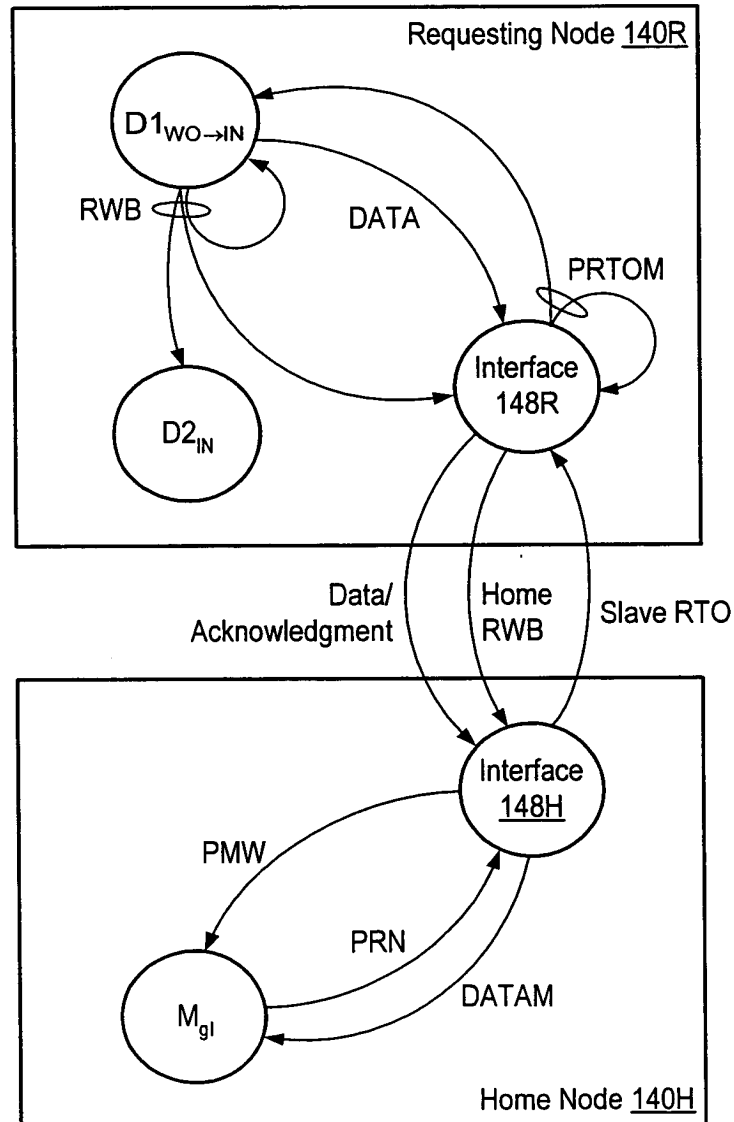 Requesting Node 140R
D1WO→IN
RWB
DATA
PRTOM
Interface
148R
D2IN
Data/
Acknowledgment
Home
RWB
Slave RTO
Interface
148H
PMW
PRN
DATAM
MgI
Home Node 140H